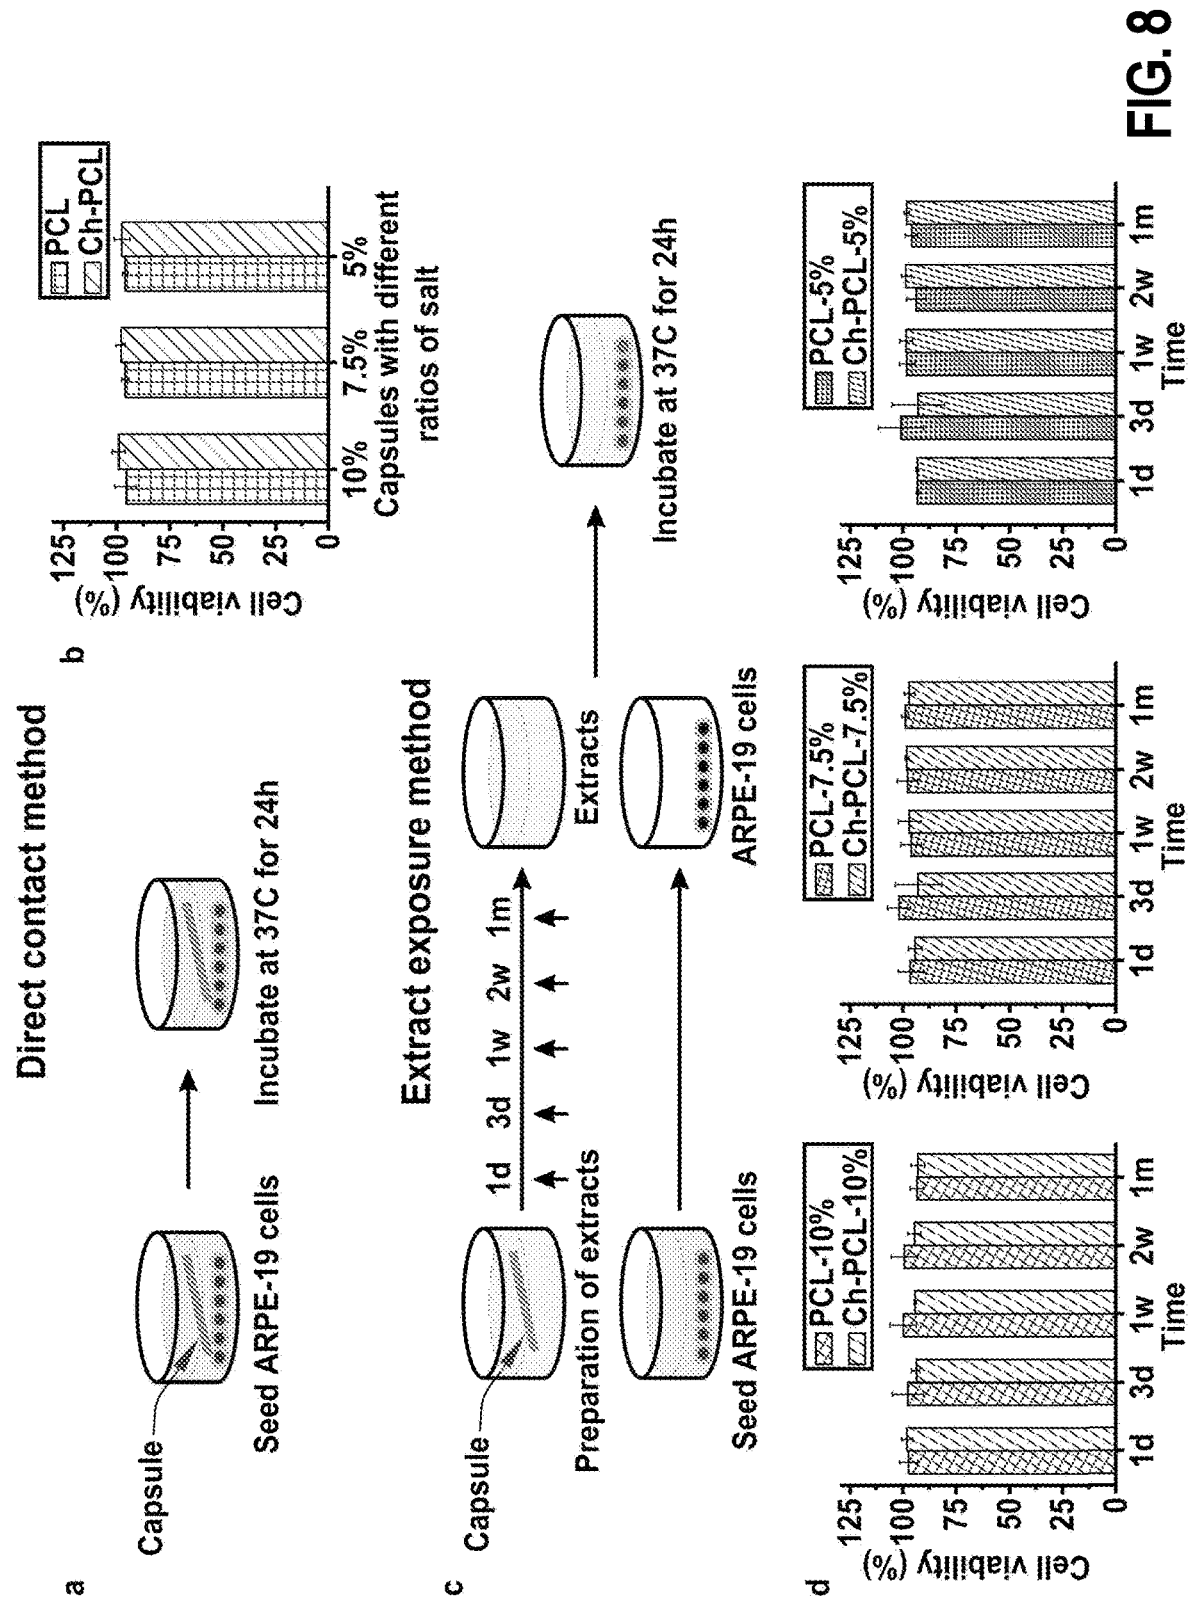 Direct contact method
a
Capsule
Seed ARPE-19 cells
Incubate at 37C for 24h
b
Cell viability (%)
125
100
75
50
25
0
PCL
Ch-PCL
10%
7.5%
5%
Capsules with different
ratios of salt
Extract exposure method
c
Capsule
1d
3d
1w
2w
1m
Preparation of extracts
Extracts
Seed ARPE-19 cells
ARPE-19 cells
Incubate at 37C for 24h
d
Cell viability (%)
125
100
75
50
25
0
PCL-10%
Ch-PCL-10%
1d
3d
1w
2w
1m
Time
Cell viability (%)
125
100
75
50
25
0
PCL-7.5%
Ch-PCL-7.5%
1d
3d
1w
2w
1m
Time
Cell viability (%)
125
100
75
50
25
0
PCL-5%
Ch-PCL-5%
1d
3d
1w
2w
1m
Time
FIG. 8